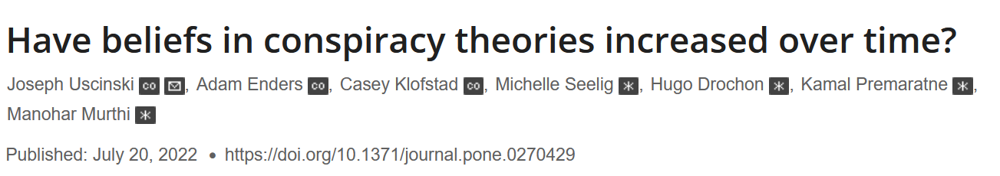 Have beliefs in conspiracy theories increased over time?
Joseph Uscinski co, Adam Enders co, Casey Klofstad co, Michelle Seelig *, Hugo Drochon *, Kamal Premaratne *,
Manohar Murthi *
Published: July 20, 2022 • https://doi.org/10.1371/journal.pone.0270429